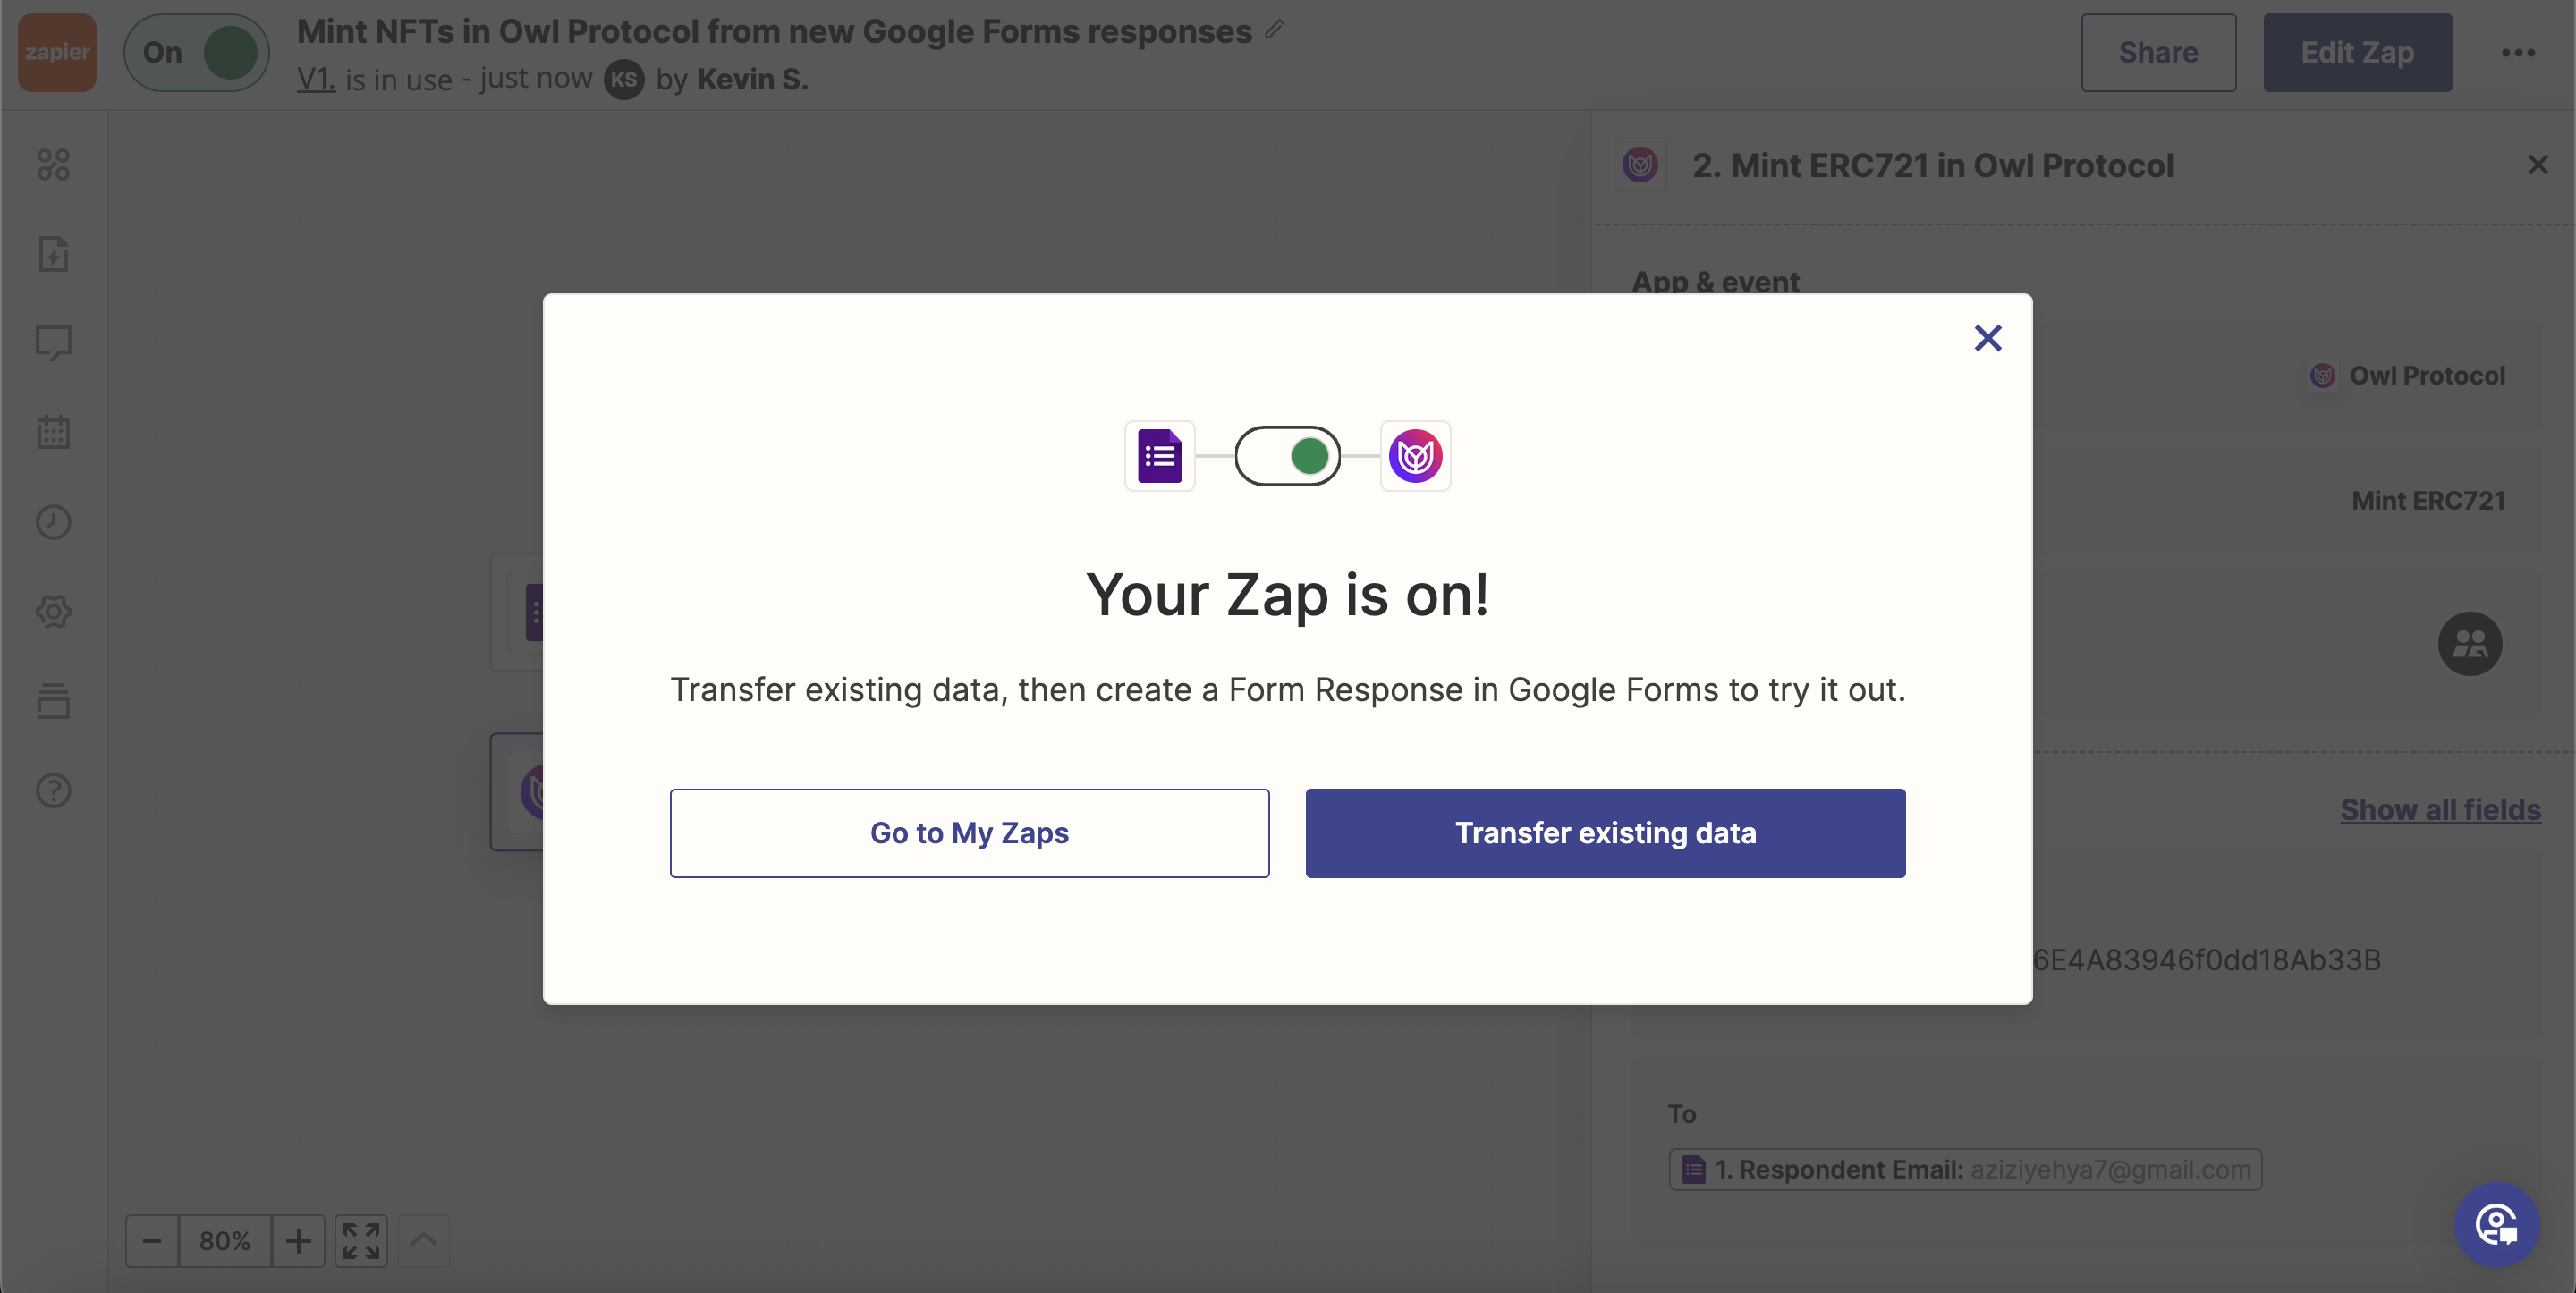 zapier
On
Mint NFTs in Owl Protocol from new Google Forms responses
V1. is in use - just now KS by Kevin S.
Share
Edit Zap
2. Mint ERC721 in Owl Protocol
App & event
Owl Protocol
Mint ERC721
Your Zap is on!
Transfer existing data, then create a Form Response in Google Forms to try it out.
Go to My Zaps
Transfer existing data
Show all fields
6E4A83946f0dd18Ab33B
To
1. Respondent Email: aziziyehya7@gmail.com
80%